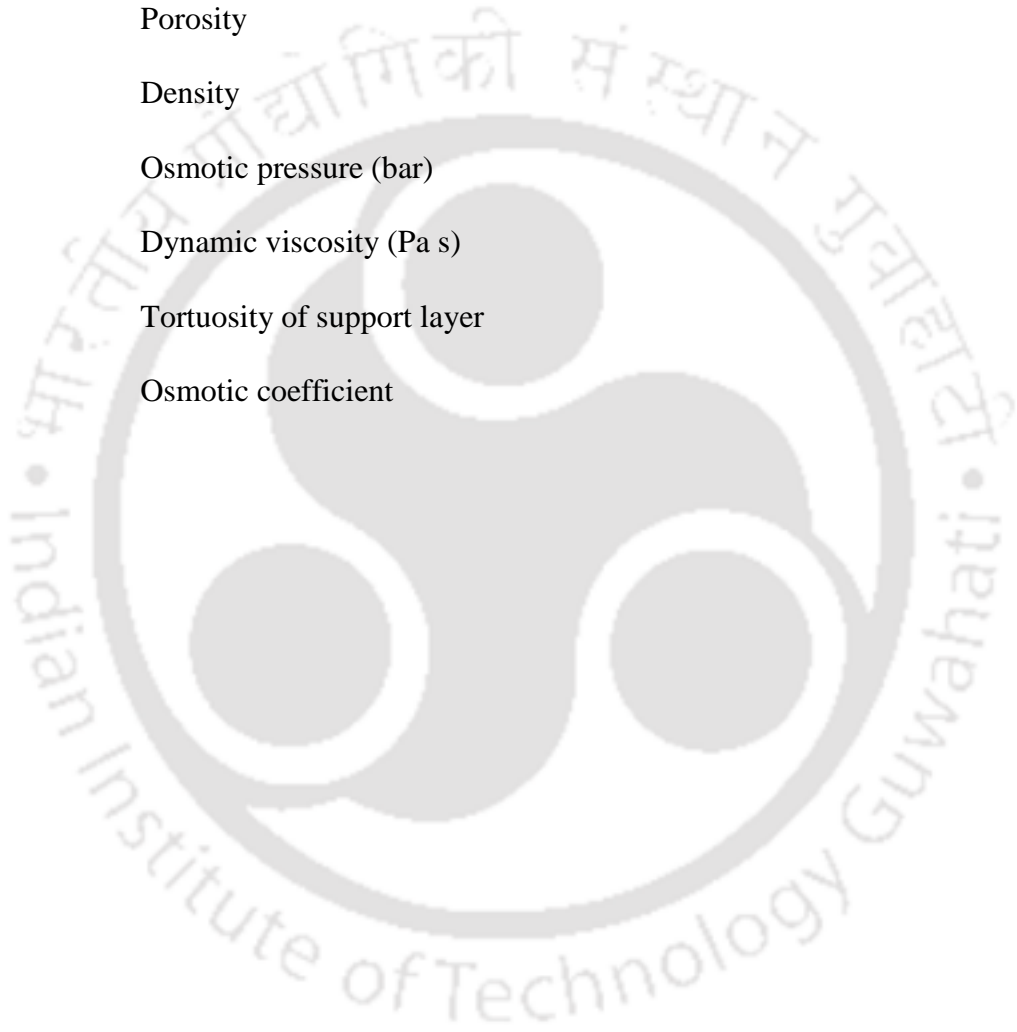 Porosity
Density
Osmotic pressure (bar)
Dynamic viscosity (Pa s)
Tortuosity of support layer
Osmotic coefficient
भारतीय प्रौद्योगिकी संस्थान गुवाहाटी
• Indian Institute of Technology Guwahati •